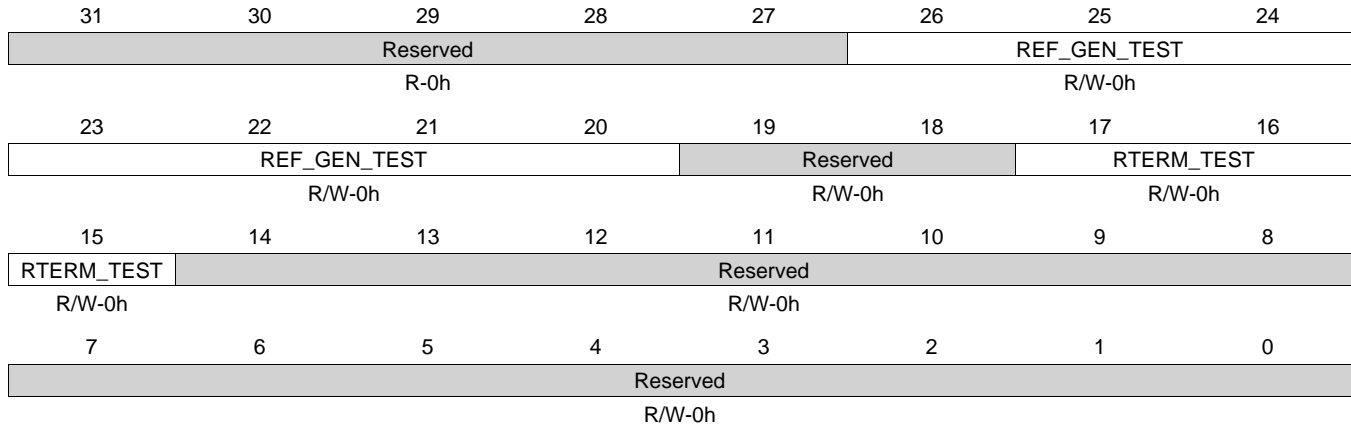 31 30 29 28 27 26 25 24
Reserved REF_GEN_TEST
R-0h R/W-0h
23 22 21 20 19 18 17 16
REF_GEN_TEST Reserved RTERM_TEST
R/W-0h R/W-0h R/W-0h
15 14 13 12 11 10 9 8
RTERM_TEST Reserved
R/W-0h R/W-0h
7 6 5 4 3 2 1 0
Reserved
R/W-0h